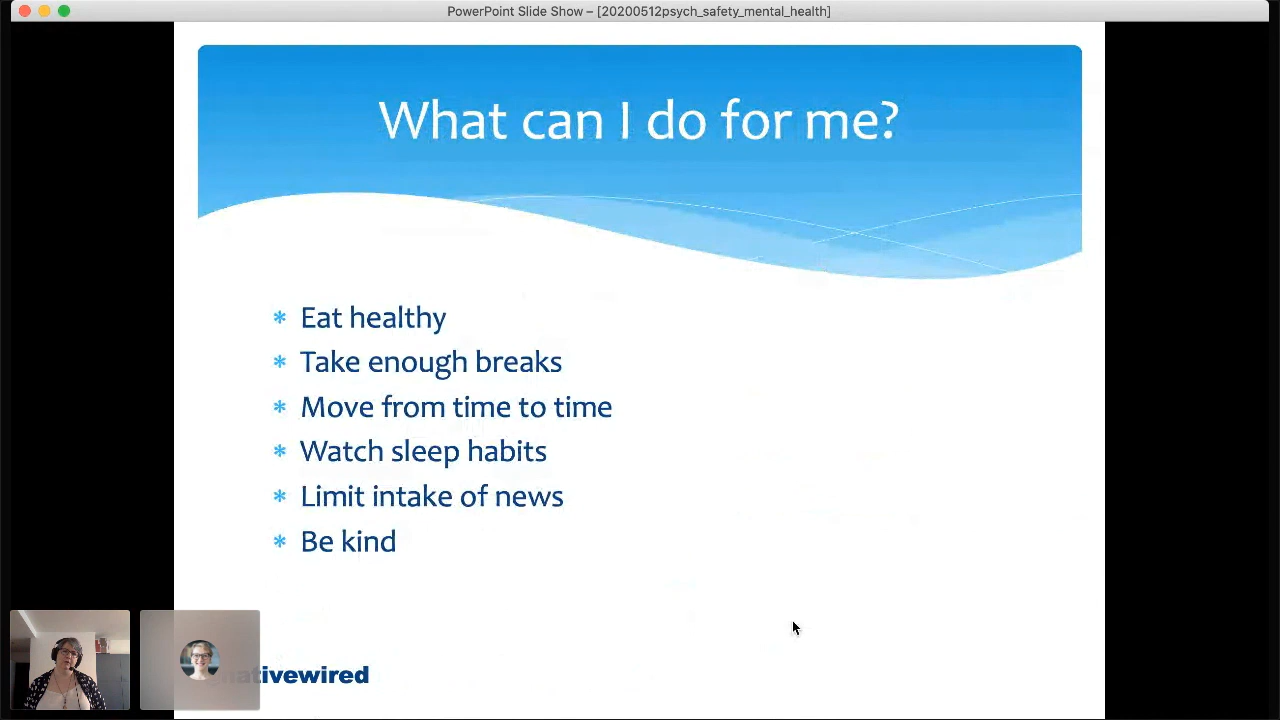 PowerPoint Slide Show – [20200512psych_safety_mental_health]
What can I do for me?
* Eat healthy
* Take enough breaks
* Move from time to time
* Watch sleep habits
* Limit intake of news
* Be kind
nativewired